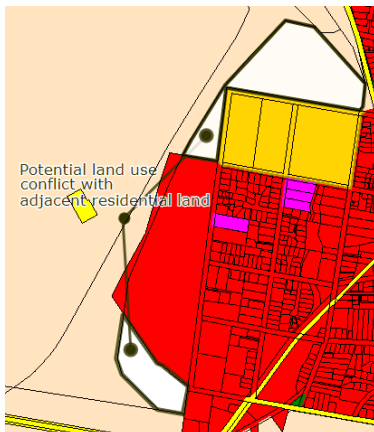 Potential land use
conflict with
adjacent residential land